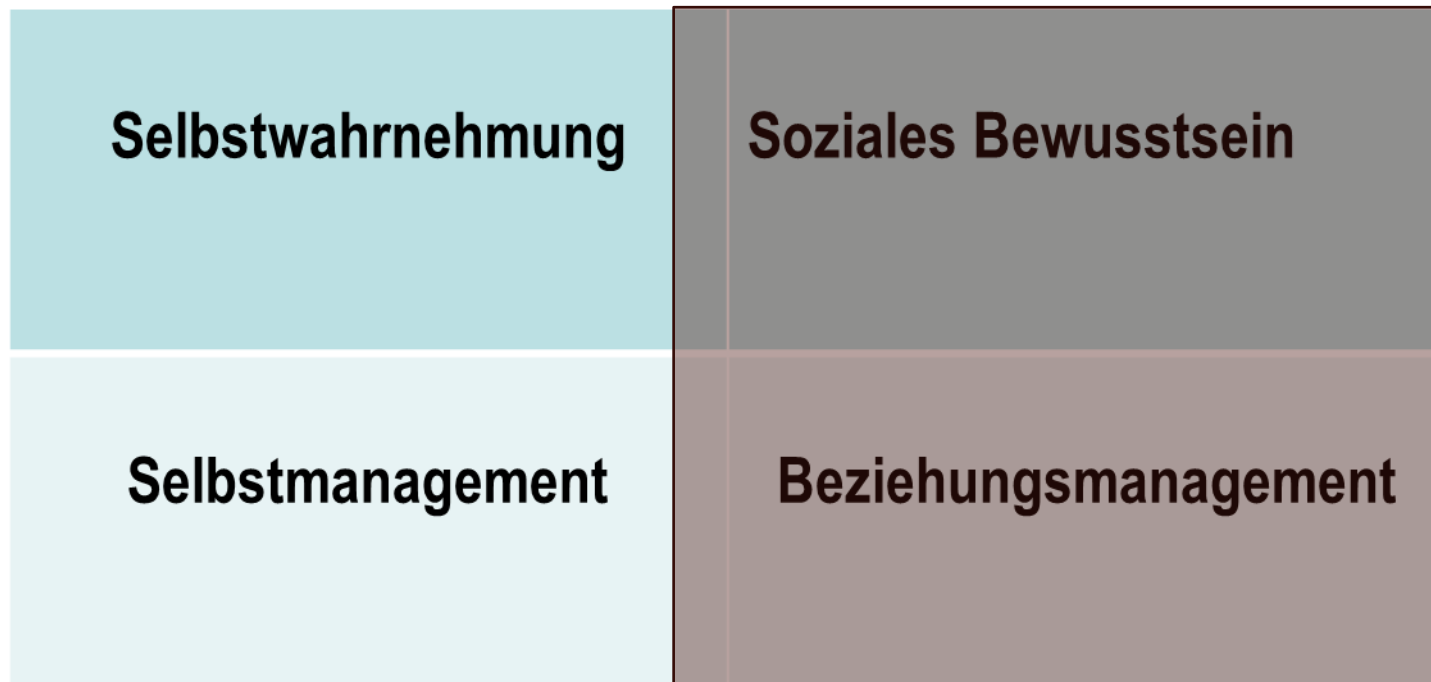 Selbstwahrnehmung
Soziales Bewusstsein
Selbstmanagement
Beziehungsmanagement